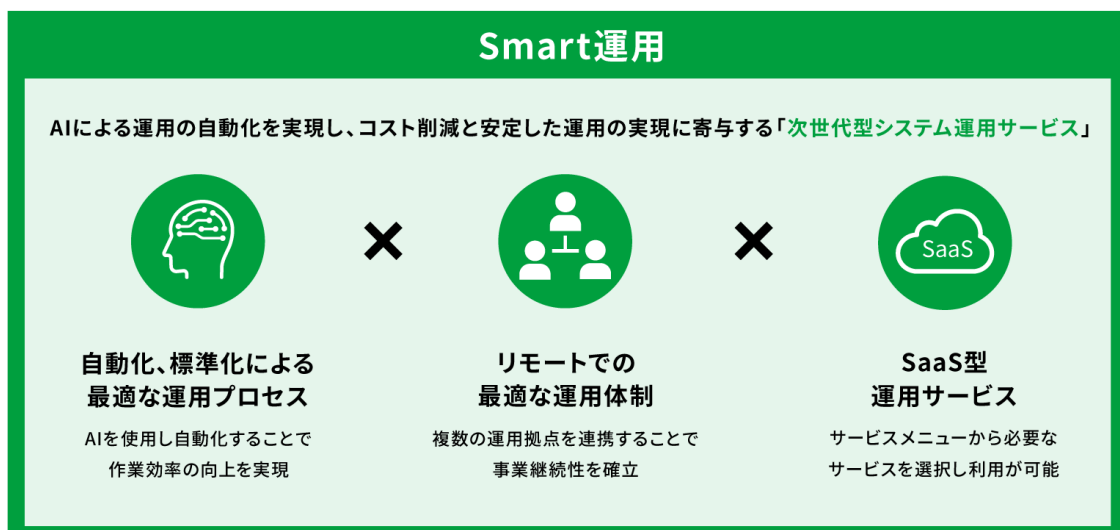 Smart運用
AIによる運用の自動化を実現し、コスト削減と安定した運用の実現に寄与する「次世代型システム運用サービス」
SaaS
自動化、標準化による
最適な運用プロセス
AIを使用し自動化することで
作業効率の向上を実現
リモートでの
最適な運用体制
複数の運用拠点を連携することで
事業継続性を確立
SaaS型
運用サービス
サービスメニューから必要な
サービスを選択し利用が可能